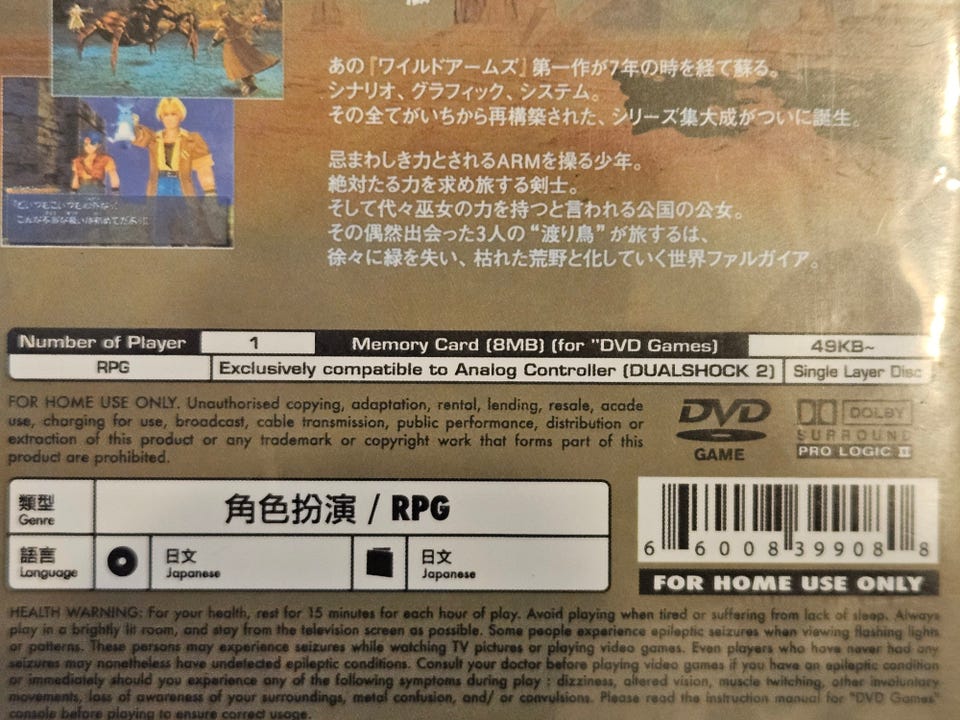 あの『ワイルドアームズ』第一作が7年の時を経て蘇る。
シナリオ、グラフィック、システム。
その全てがいちから再構築された、シリーズ集大成がついに誕生。
忌まわしき力とされるARMを操る少年。
絶対たる力を求め旅する剣士。
そして代々巫女の力を持つと言われる公国の公女。
その偶然出会った3人の“渡り鳥”が旅するは、
徐々に緑を失い、枯れた荒野と化していく世界ファルガイア。
Number of Player 1 Memory Card (8MB) (for "DVD Games) 49KB~
RPG Exclusively compatible to Analog Controller (DUALSHOCK 2) Single Layer Disc
FOR HOME USE ONLY. Unauthorised copying, adaptation, rental, lending, resale, acade
use, charging for use, broadcast, cable transmission, public performance, distribution or
extraction of this product or any trademark or copyright work that forms part of this
product are prohibited.
DVD
GAME
DOLBY
SURROUND
PRO LOGIC II
類型
Genre
角色扮演 / RPG
語言
Language
日文
Japanese
日文
Japanese
6 60083 99088 8
FOR HOME USE ONLY
HEALTH WARNING: For your health, rest for 15 minutes for each hour of play. Avoid playing when tired or suffering from lack of sleep. Always
play in a brightly lit room, and stay from the television screen as possible. Some people experience epileptic seizures when viewing flashing lights
or patterns. These persons may experience seizures while watching TV pictures or playing video games. Even players who have never had any
seizures may nonetheless have undetected epileptic conditions. Consult your doctor before playing video games if you have an epileptic condition
or immediately should you experience any of the following symptoms during play : dizziness, altered vision, muscle twitching, other involuntary
movements, loss of awareness of your surroundings, metal confusion, and/ or convulsions. Please read the instruction manual for "DVD Games"
console before playing to ensure correct usage.